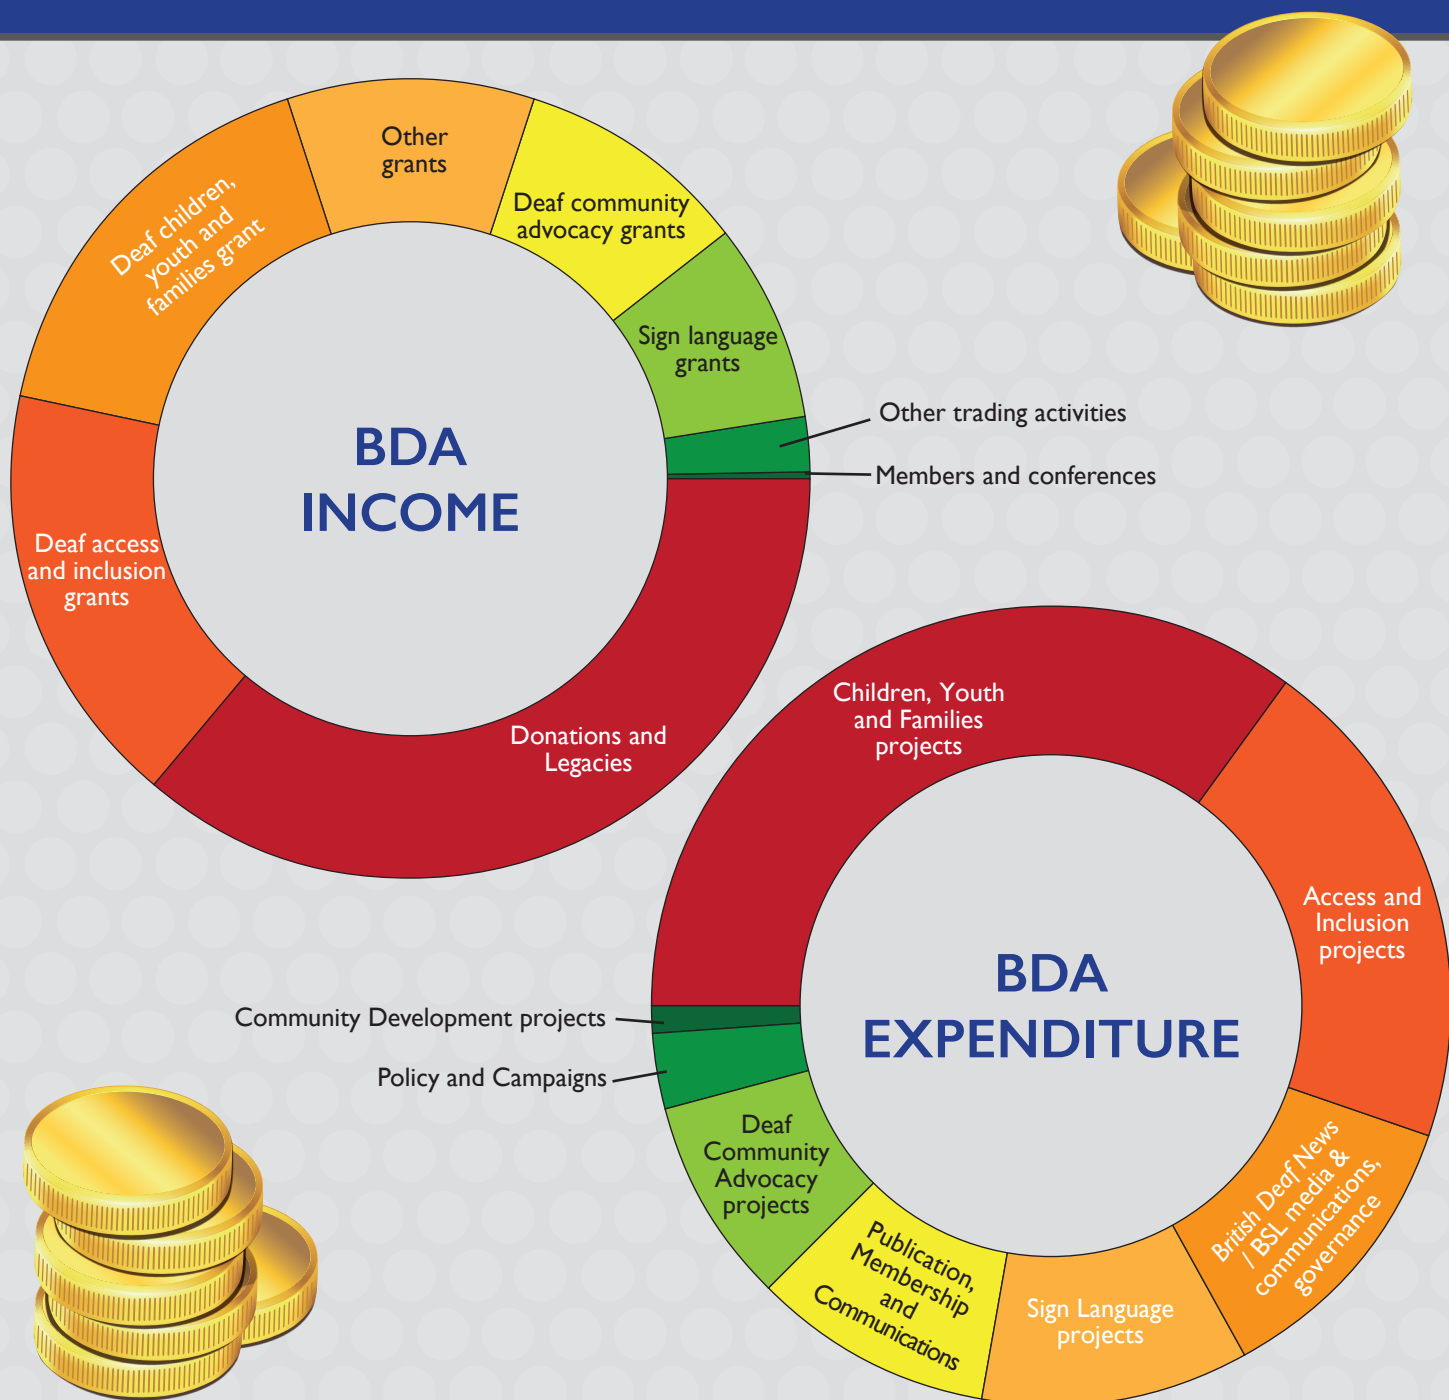 Other
grants
Deaf children,
youth and
families grant
Deaf community
advocacy grants
Sign language
grants
Other trading activities
Members and conferences
BDA
INCOME
Deaf access
and inclusion
grants
Donations and
Legacies
Children, Youth
and Families
projects
Access and
Inclusion
projects
BDA
EXPENDITURE
Community Development projects
Policy and Campaigns
Deaf
Community
Advocacy
projects
Publication,
Membership
and
Communications
Sign Language
projects
British Deaf News
/ BSL media &
communications,
governance